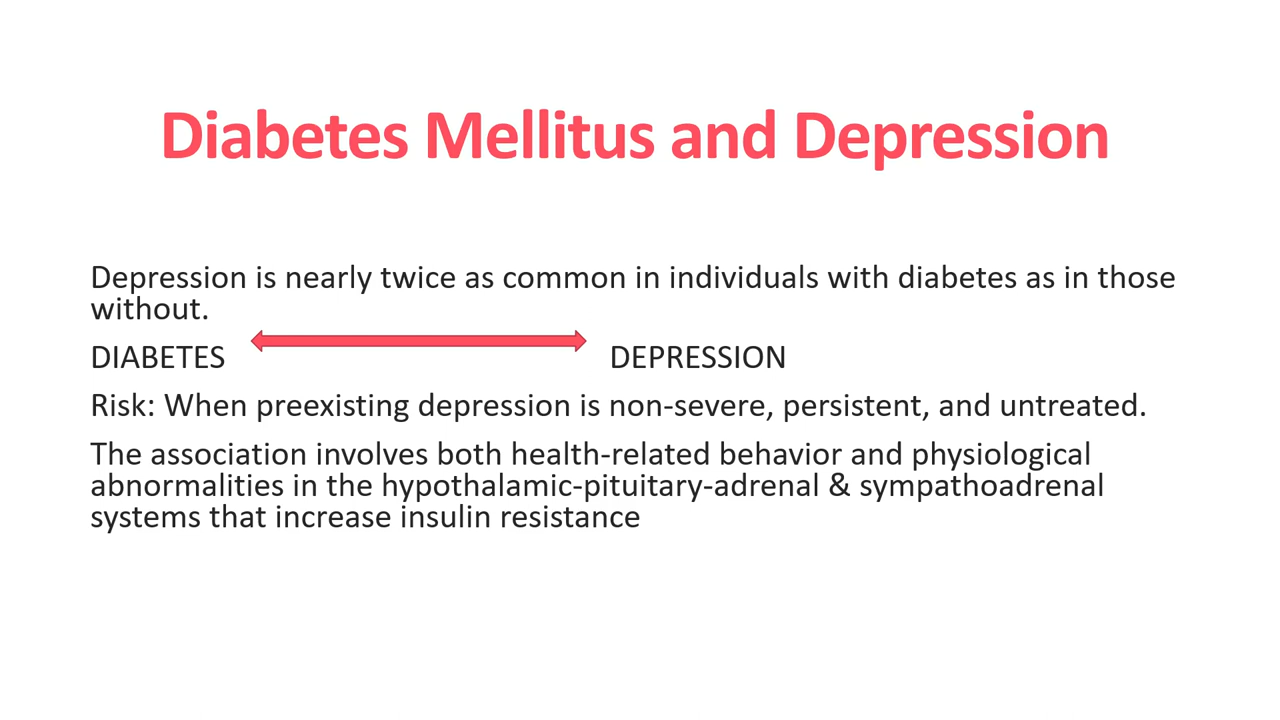 Diabetes Mellitus and Depression
Depression is nearly twice as common in individuals with diabetes as in those
without.
DIABETES DEPRESSION
Risk: When preexisting depression is non-severe, persistent, and untreated.
The association involves both health-related behavior and physiological
abnormalities in the hypothalamic-pituitary-adrenal & sympathoadrenal
systems that increase insulin resistance